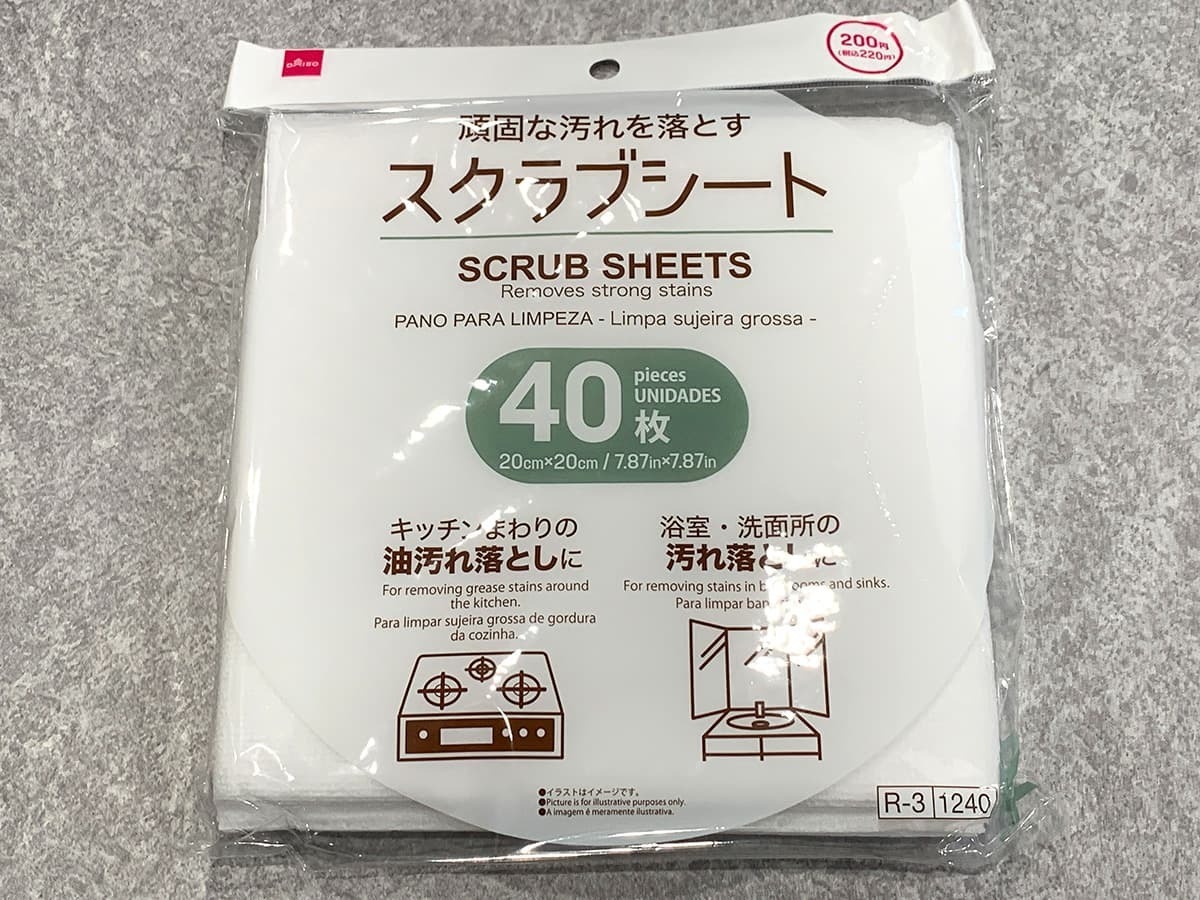 DAISO
200円
(税込220円)
頑固な汚れを落とす
スクラブシート
SCRUB SHEETS
Removes strong stains
PANO PARA LIMPEZA - Limpa sujeira grossa -
40 pieces
UNIDADES
枚
20cm×20cm / 7.87in×7.87in
キッチンまわりの
油汚れ落としに
For removing grease stains around
the kitchen.
Para limpar sujeira grossa de gordura
da cozinha.
浴室・洗面所の
汚れ落としに
For removing stains in and sinks.
Para limpar
●イラストはイメージです。
●Picture is for illustrative purposes only.
●A imagem é meramente ilustrativa.
R-3 1240